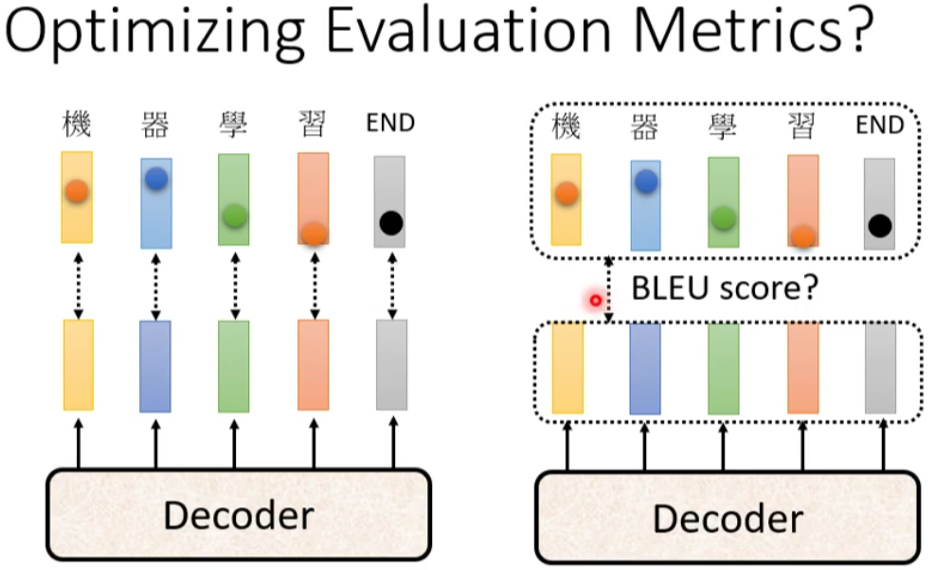 Optimizing Evaluation Metrics?
機 器 學 習 END
機 器 學 習 END
BLEU score?
Decoder
Decoder